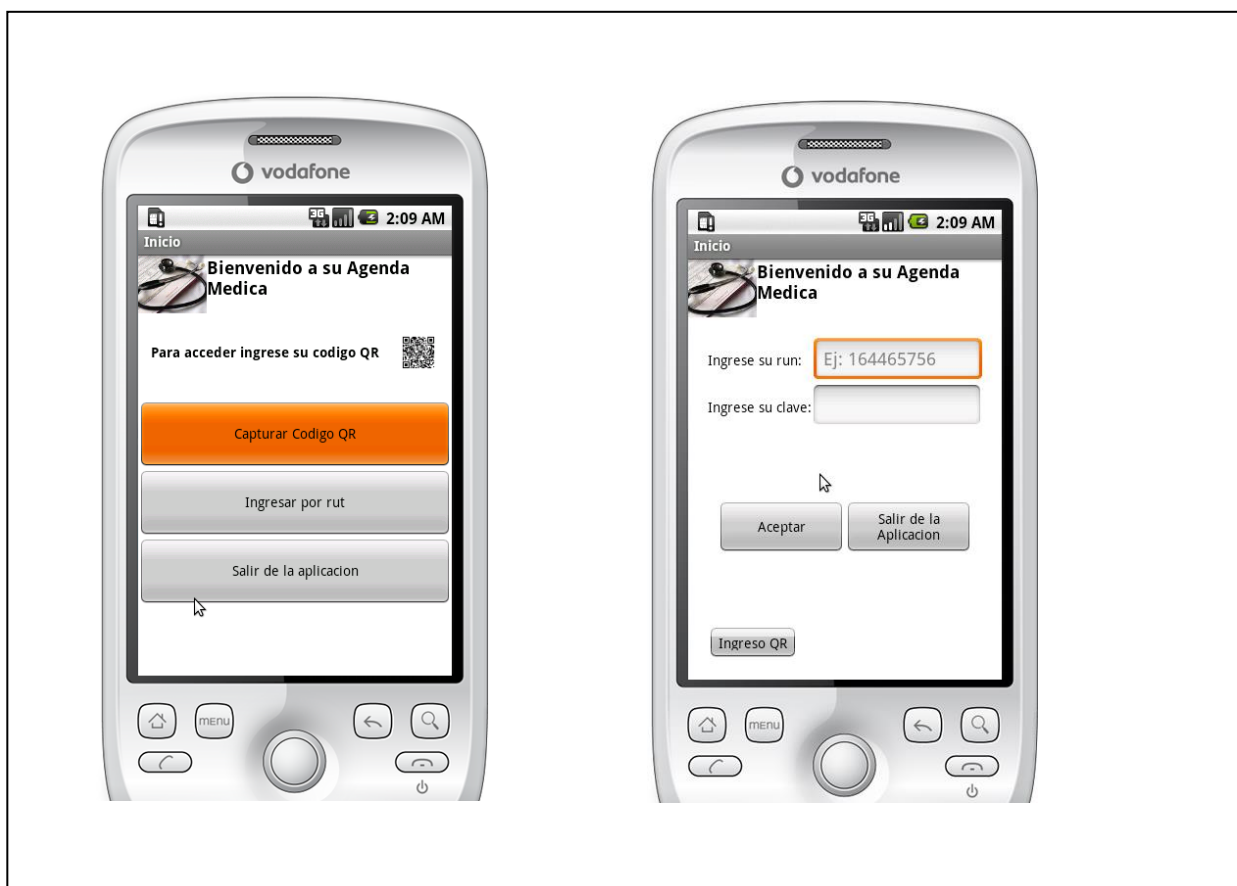 vodafone
3G
2:09 AM
Inicio
Bienvenido a su Agenda
Medica
Para acceder ingrese su codigo QR
Capturar Codigo QR
Ingresar por rut
Salir de la aplicacion
MENU
vodafone
3G
2:09 AM
Inicio
Bienvenido a su Agenda
Medica
Ingrese su run:
Ej: 164465756
Ingrese su clave:
Aceptar
Salir de la
Aplicacion
Ingreso QR
MENU